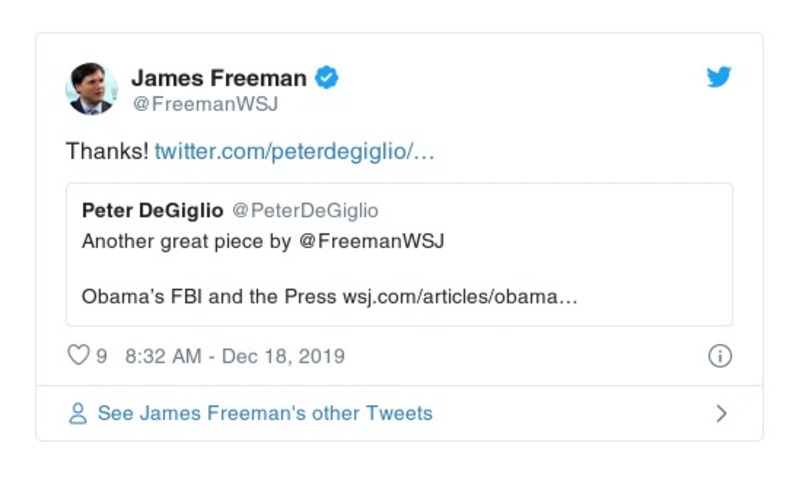 James Freeman
@FreemanWSJ
Thanks! twitter.com/peterdegiglio/…
Peter DeGiglio @PeterDeGiglio
Another great piece by @FreemanWSJ
Obama’s FBI and the Press wsj.com/articles/obama…
9 8:32 AM - Dec 18, 2019
See James Freeman's other Tweets